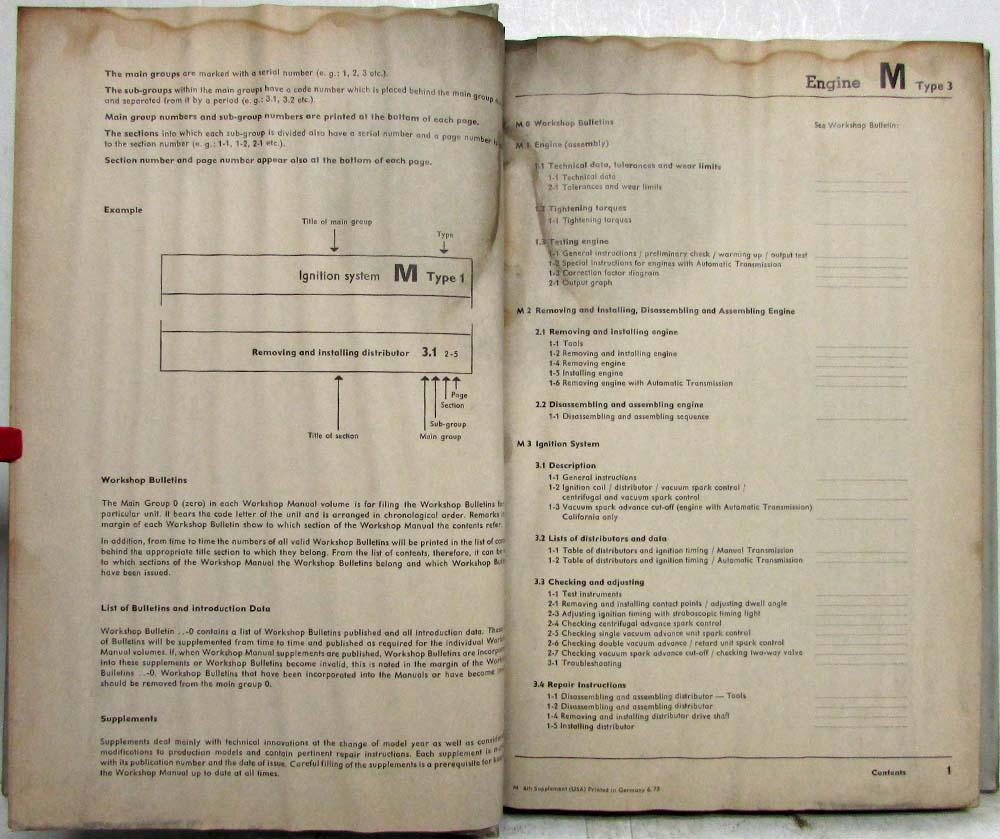 The main groups are marked with a serial number (e. g.: 1, 2, 3 etc.).
The sub-groups within the main groups have a code number which is placed behind the main group
and separated from it by a period (e. g.: 3.1, 3.2 etc.).
Main group numbers and sub-group numbers are printed at the bottom of each page.
The sections into which each sub-group is divided also have a serial number and a page number is
to the section number (e. g.: 1-1, 1-2, 2-1 etc.).
Section number and page number appear also at the bottom of each page.
Example
Title of main group
Type
Ignition system M Type 1
Removing and installing distributor 3.1 2-5
Page
Section
Sub-group
Title of section
Main group
Workshop Bulletins
The Main Group 0 (zero) in each Workshop Manual volume is for filing the Workshop Bulletins for
particular unit. It bears the code letter of the unit and is arranged in chronological order. Remarks
margin of each Workshop Bulletin show to which section of the Workshop Manual the contents refer.
In addition, from time to time the numbers of all valid Workshop Bulletins will be printed in the list of
behind the appropriate title section to which they belong. From the list of contents, therefore, it can be
to which sections of the Workshop Manual the Workshop Bulletins belong and which Workshop
have been issued.
List of Bulletins and introduction Data
Workshop Bulletin . .-0 contains a list of Workshop Bulletins published and all introduction data. These
of Bulletins will be supplemented from time to time and published as required for the individual
Manual volumes. If, when Workshop Manual supplements are published, Workshop Bulletins are
into these supplements or Workshop Bulletins become invalid, this is noted in the margin of the
Bulletins . .-0. Workshop Bulletins that have been incorporated into the Manuals or have become
should be removed from the main group 0.
Supplements
Supplements deal mainly with technical innovations at the change of model year as well as
modifications to production models and contain pertinent repair instructions. Each supplement is
with its publication number and the date of issue. Careful filling of the supplements is a prerequisite for
the Workshop Manual up to date at all times.
Engine M Type 3
M 0 Workshop Bulletins
See Workshop Bulletin:
M 1 Engine (assembly)
1.1 Technical data, tolerances and wear limits
1-1 Technical data
2-1 Tolerances and wear limits
1.2 Tightening torques
1-1 Tightening torques
1.3 Testing engine
1-1 General instructions / preliminary check / warming up / output test
1-2 Special instructions for engines with Automatic Transmission
1-3 Correction factor diagram
2-1 Output graph
M 2 Removing and Installing, Disassembling and Assembling Engine
2.1 Removing and installing engine
1-1 Tools
1-2 Removing and installing engine
1-4 Removing engine
1-5 Installing engine
1-6 Removing engine with Automatic Transmission
2.2 Disassembling and assembling engine
1-1 Disassembling and assembling sequence
M 3 Ignition System
3.1 Description
1-1 General instructions
1-2 Ignition coil / distributor / vacuum spark control /
centrifugal and vacuum spark control
1-3 Vacuum spark advance cut-off (engine with Automatic Transmission)
California only
3.2 Lists of distributors and data
1-1 Table of distributors and ignition timing / Manual Transmission
1-2 Table of distributors and ignition timing / Automatic Transmission
3.3 Checking and adjusting
1-1 Test instruments
2-1 Removing and installing contact points / adjusting dwell angle
2-3 Adjusting ignition timing with stroboscopic timing light
2-4 Checking centrifugal advance spark control
2-5 Checking single vacuum advance unit spark control
2-6 Checking double vacuum advance / retard unit spark control
2-7 Checking vacuum spark advance cut-off / checking two-way valve
3-1 Troubleshooting
3.4 Repair Instructions
1-1 Disassembling and assembling distributor — Tools
1-2 Disassembling and assembling distributor
1-4 Removing and installing distributor drive shaft
1-5 Installing distributor
Contents 1
M 4th Supplement (USA) Printed in Germany 6. 73